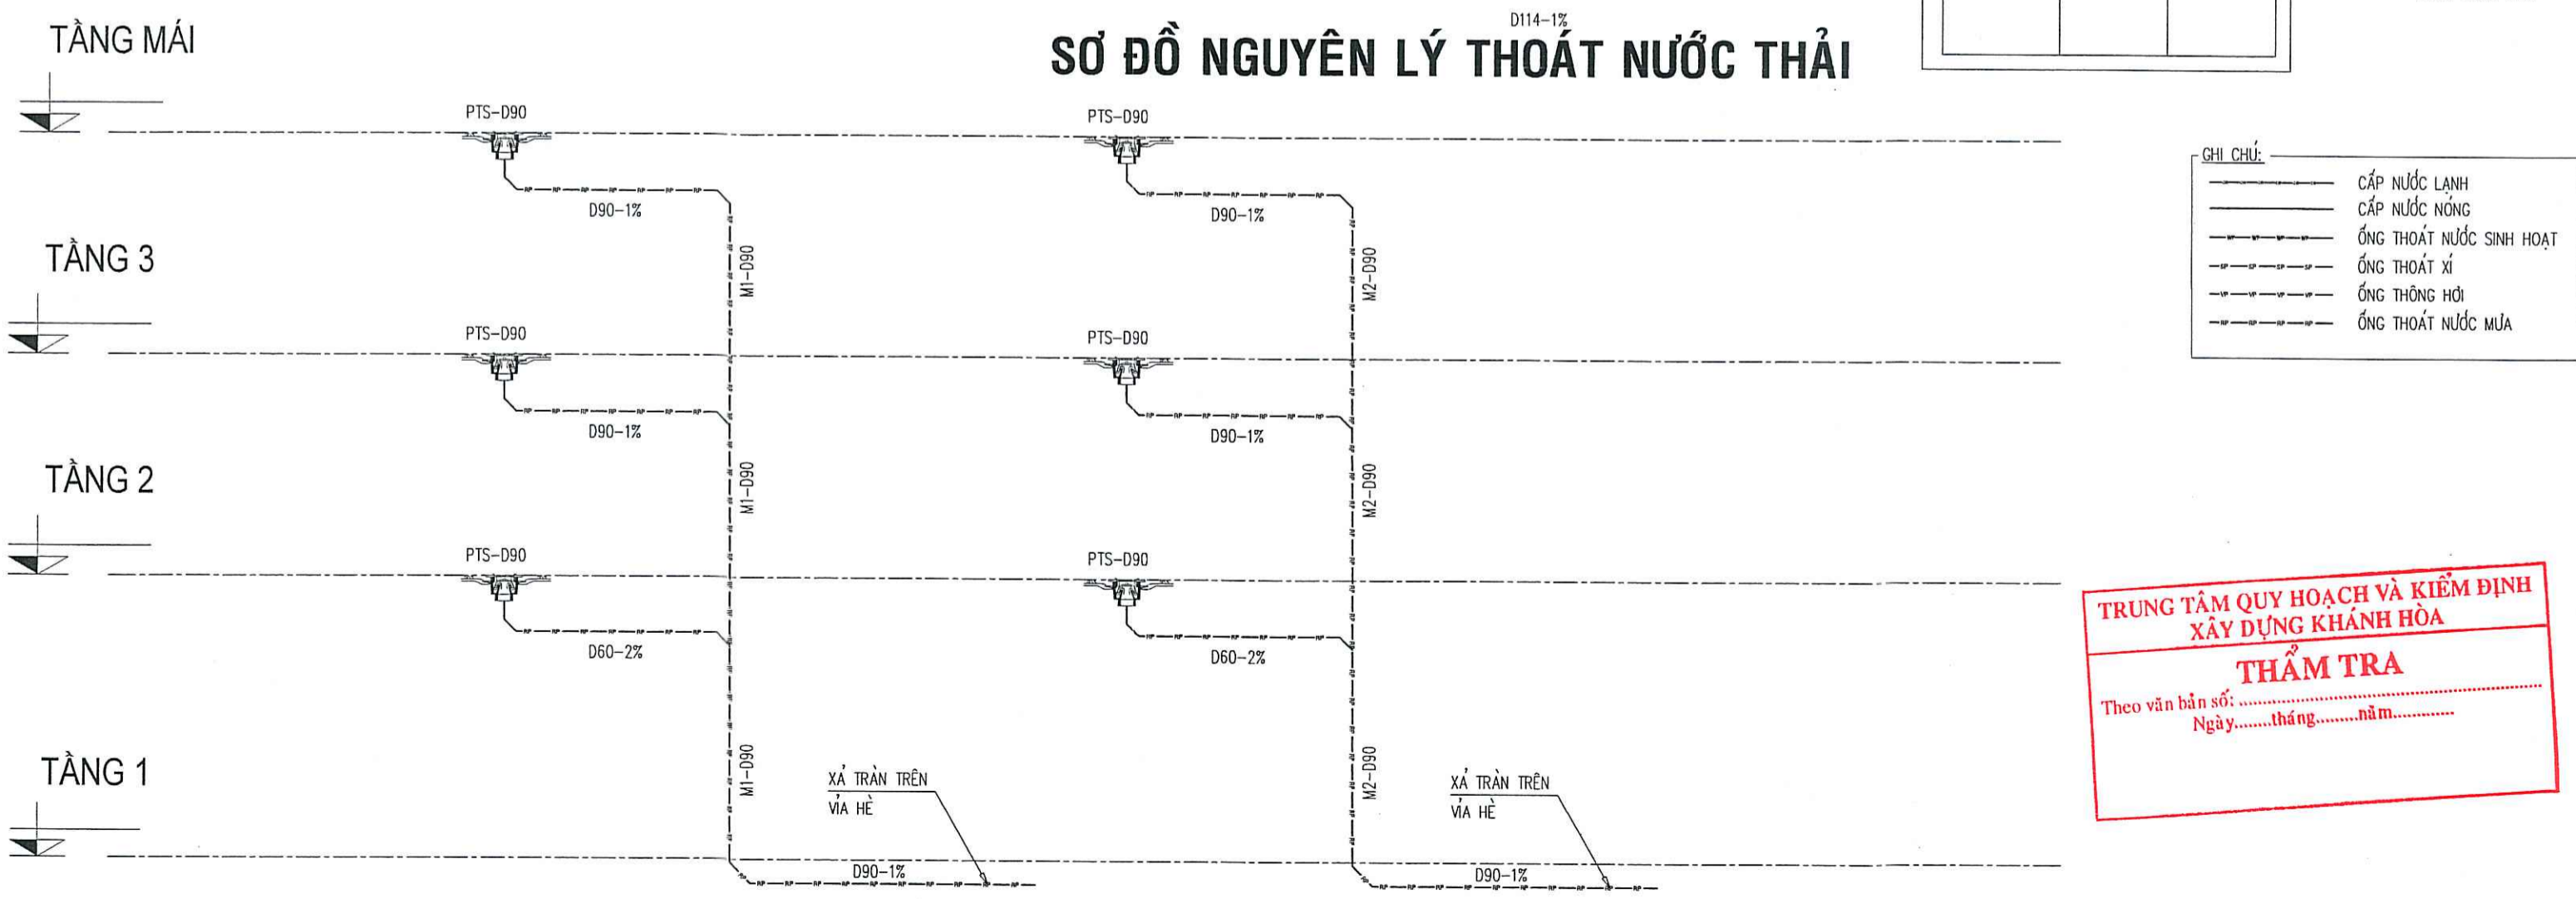 D114-1%
SƠ ĐỒ NGUYÊN LÝ THOÁT NƯỚC THẢI
TẦNG MÁI
PTS-D90
PTS-D90
D90-1%
D90-1%
M1-D90
M2-D90
GHI CHÚ:
CẤP NƯỚC LẠNH
CẤP NƯỚC NÓNG
ỐNG THOÁT NƯỚC SINH HOẠT
ỐNG THOÁT XÍ
ỐNG THÔNG HƠI
ỐNG THOÁT NƯỚC MƯA
TẦNG 3
PTS-D90
PTS-D90
D90-1%
D90-1%
M1-D90
M2-D90
TẦNG 2
PTS-D90
PTS-D90
D60-2%
D60-2%
M1-D90
M2-D90
TẦNG 1
XẢ TRÀN TRÊN
VỈA HÈ
XẢ TRÀN TRÊN
VỈA HÈ
D90-1%
D90-1%
TRUNG TÂM QUY HOẠCH VÀ KIỂM ĐỊNH
XÂY DỰNG KHÁNH HÒA
THẨM TRA
Theo văn bản số:..........
Ngày........tháng.........năm.............